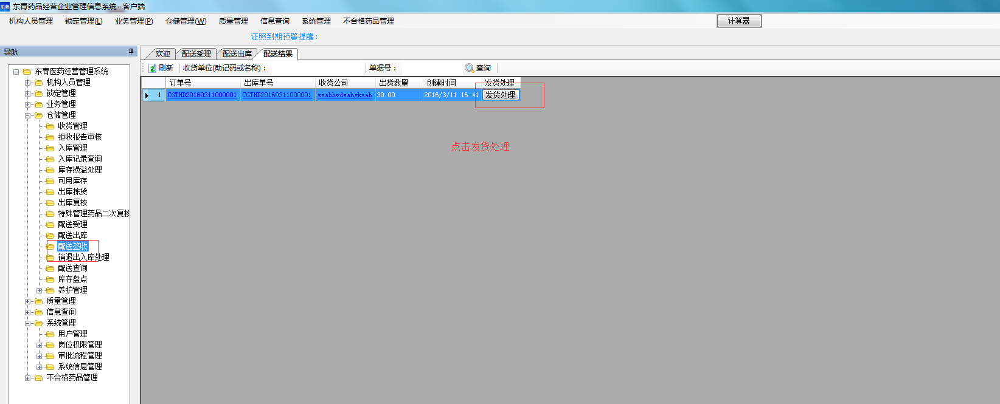 东青 东青药品经营企业管理信息系统--客户端
机构人员管理 锁定管理(L) 业务管理(P) 仓储管理(W) 质量管理 信息查询 系统管理 不合格药品管理 计算器
证照到期预警提醒：
导航
欢迎 配送受理 配送出库 配送结果
刷新 收货单位(助记码或名称)： 单据号： 查询
订单号 出库单号 收货公司 出货数量 创建时间 发货处理
1 CGTHD20160311000001 CGTHD20160311000001 ssabhvdsahgksab 30.00 2016/3/11 16:41 发货处理
点击发货处理
东青医药经营管理系统
机构人员管理
锁定管理
业务管理
仓储管理
收货管理
拒收报告审核
入库管理
入库记录查询
库存损溢处理
可用库存
出库拣货
出库复核
特殊管理药品二次复核
配送受理
配送出库
配送签收
销退出入库处理
配送查询
库存盘点
养护管理
质量管理
信息查询
系统管理
用户管理
岗位权限管理
审批流程管理
系统信息管理
不合格药品管理